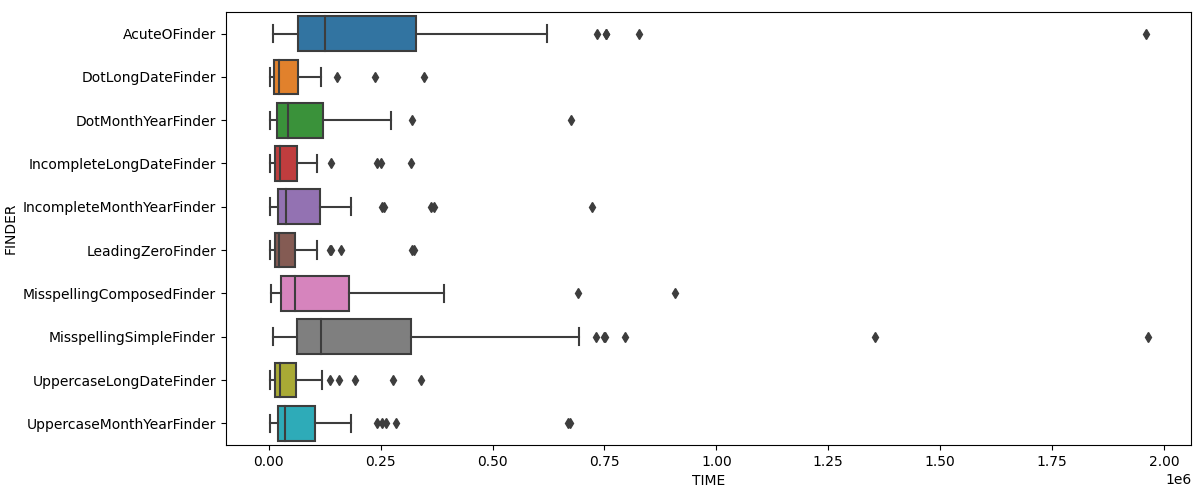 AcuteOFinder
DotLongDateFinder
DotMonthYearFinder
IncompleteLongDateFinder
IncompleteMonthYearFinder
LeadingZeroFinder
MisspellingComposedFinder
MisspellingSimpleFinder
UppercaseLongDateFinder
UppercaseMonthYearFinder
FINDER
0.00 0.25 0.50 0.75 1.00 1.25 1.50 1.75 2.00
TIME
1e6